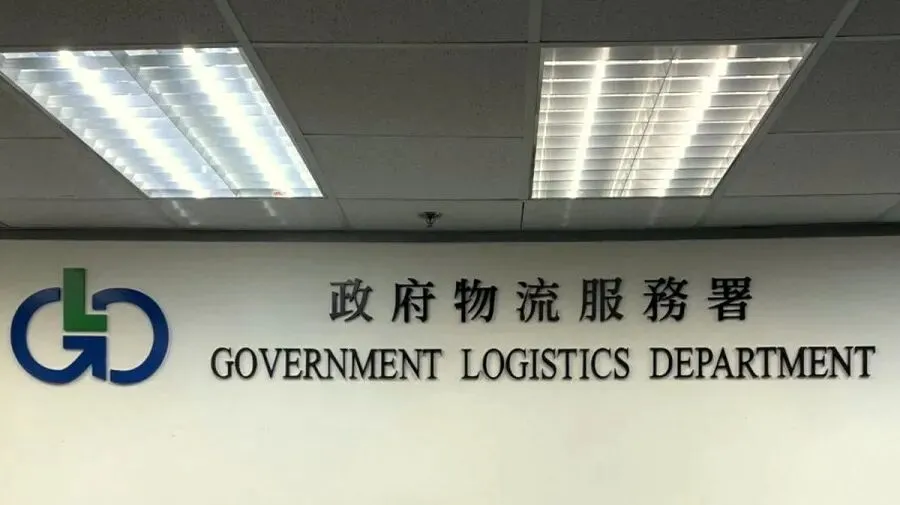 政府物流服務署
GOVERNMENT LOGISTICS DEPARTMENT